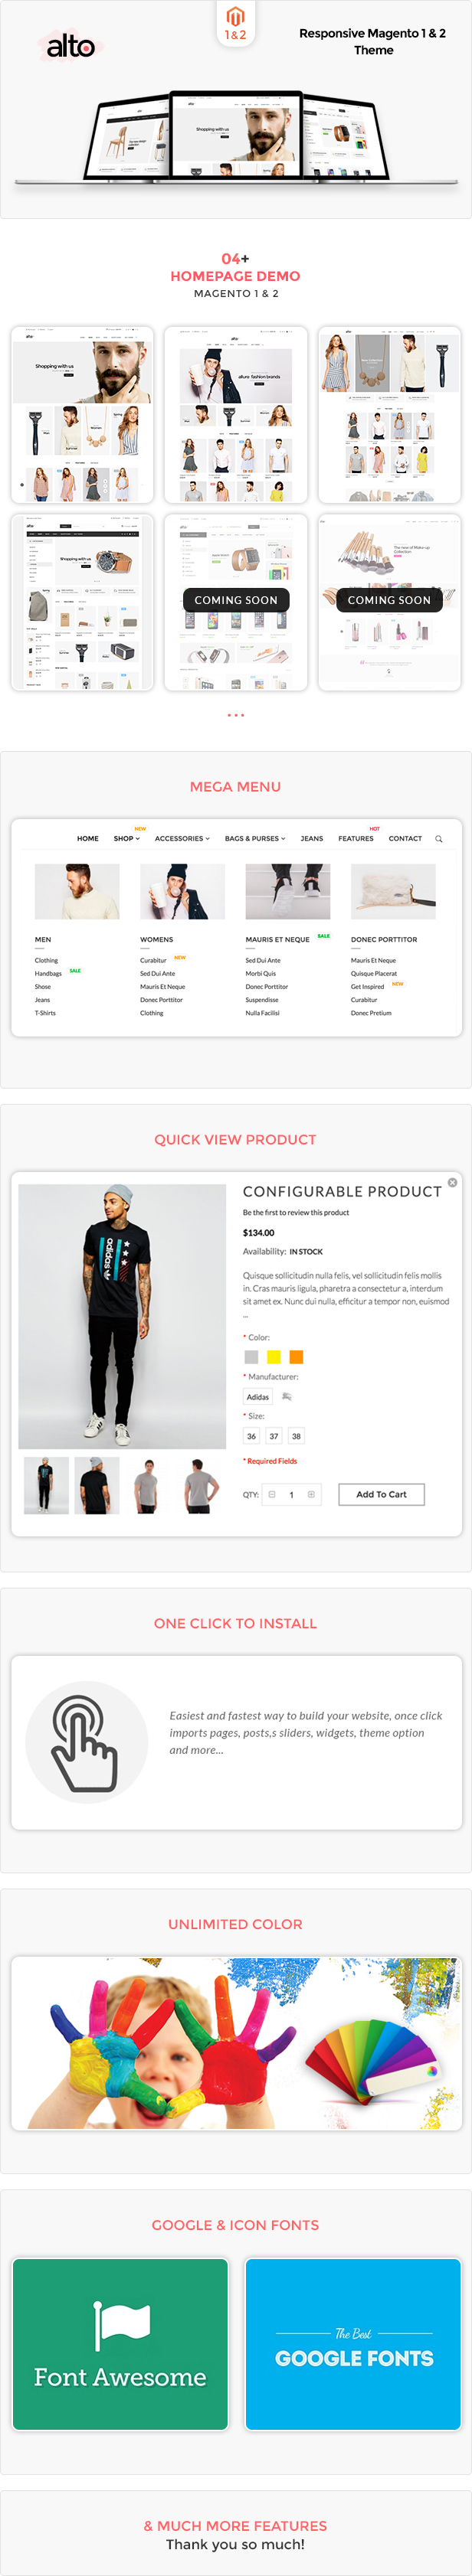 alto
1 & 2
Responsive Magento 1 & 2
Theme
Shopping with us
04+
HOMEPAGE DEMO
MAGENTO 1 & 2
Shopping with us
allure fashion brands
Shopping with us
COMING SOON
COMING SOON
...
MEGA MENU
NEW
HOT
HOME
SHOP
ACCESSORIES
BAGS & PURSES
JEANS
FEATURES
CONTACT
MEN
Clothing
Handbags
SALE
Shose
Jeans
T-Shirts
WOMENS
Curabitur
NEW
Sed Dui Ante
Mauris Et Neque
Donec Porttitor
Clothing
MAURIS ET NEQUE
SALE
Sed Dui Ante
Morbi Quis
Donec Porttitor
Suspendisse
Nulla Facilisi
DONEC PORTTITOR
Mauris Et Neque
Quisque Placerat
Get Inspired
NEW
Curabitur
Donec Pretium
QUICK VIEW PRODUCT
adidas
CONFIGURABLE PRODUCT
Be the first to review this product
$134.00
Availability: IN STOCK
Quisque sollicitudin nulla felis, vel sollicitudin felis mollis
in. Cras mauris ligula, pharetra a consectetur a, interdum
sit amet ex. Nunc dui nulla, efficitur a tempor non, euismod
...
* Color:
* Manufacturer:
Adidas
* Size:
36
37
38
* Required Fields
QTY:
1
Add To Cart
ONE CLICK TO INSTALL
Easiest and fastest way to build your website, once click
imports pages, posts,s sliders, widgets, theme option
and more...
UNLIMITED COLOR
GOOGLE & ICON FONTS
Font Awesome
The Best
GOOGLE FONTS
& MUCH MORE FEATURES
Thank you so much!